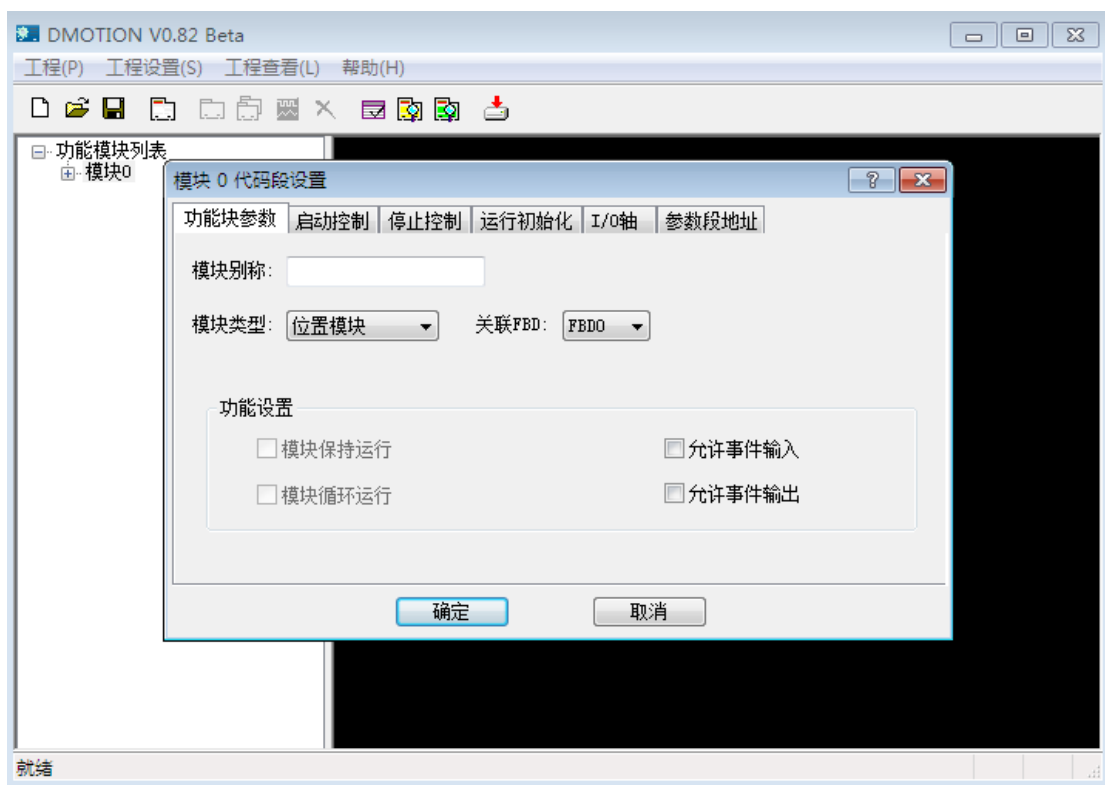 DMOTION V0.82 Beta
工程(P) 工程设置(S) 工程查看(L) 帮助(H)
功能模块列表
模块0
模块 0 代码段设置
功能块参数 启动控制 停止控制 运行初始化 I/O轴 参数段地址
模块别称:
模块类型: 位置模块 关联FBD: FBD0
功能设置
模块保持运行 允许事件输入
模块循环运行 允许事件输出
确定 取消
就绪